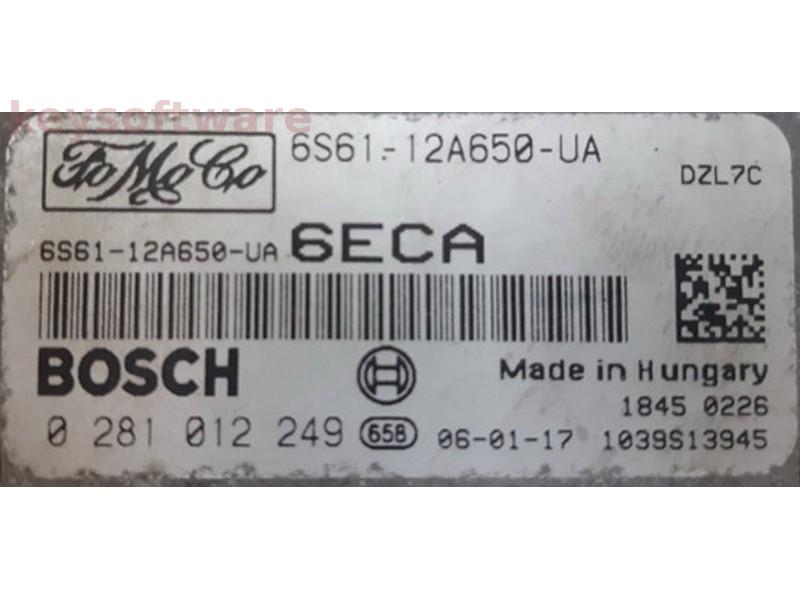 keysoftware
FoMoCo 6S61-12A650-UA
DZL7C
6S61-12A650-UA 6ECA
BOSCH
Made in Hungary
1845 0226
0 281 012 249 658 06-01-17 1039S13945